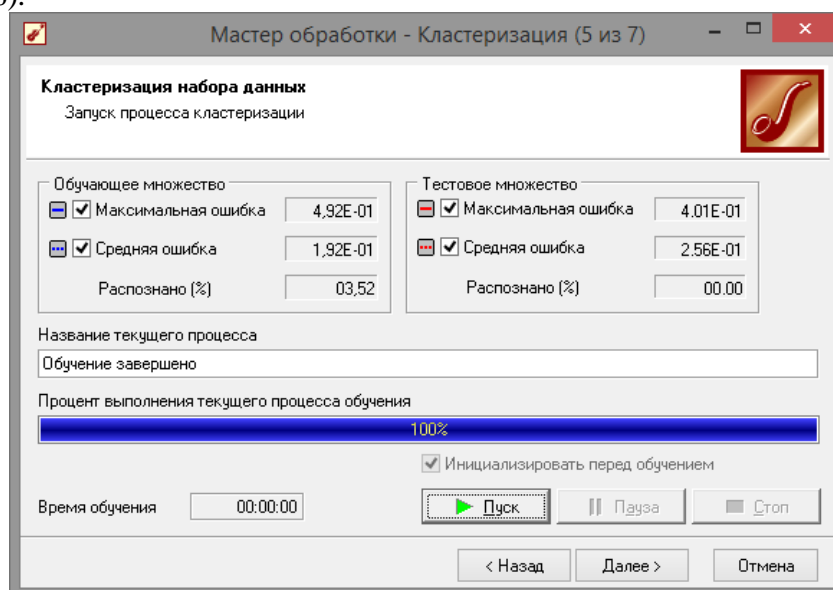 ).
Мастер обработки - Кластеризация (5 из 7)
Кластеризация набора данных
Запуск процесса кластеризации
Обучающее множество
Максимальная ошибка 4,92E-01
Средняя ошибка 1,92E-01
Распознано (%) 03,52
Тестовое множество
Максимальная ошибка 4.01E-01
Средняя ошибка 2.56E-01
Распознано (%) 00.00
Название текущего процесса
Обучение завершено
Процент выполнения текущего процесса обучения
100%
Инициализировать перед обучением
Время обучения 00:00:00
Пуск Пауза Стоп
< Назад Далее > Отмена